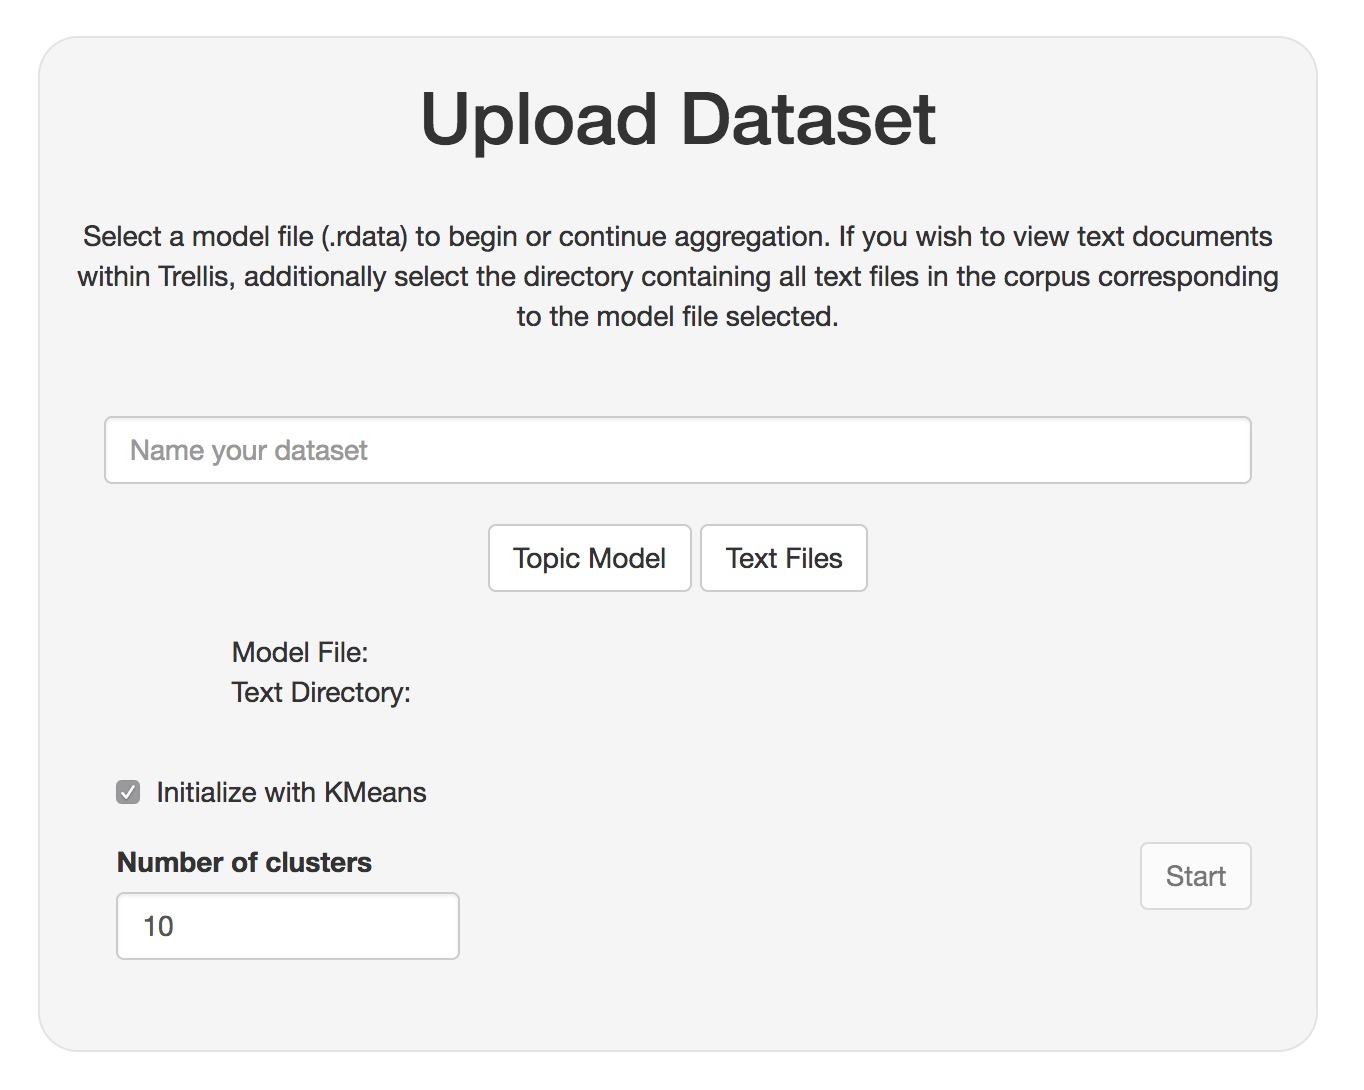 Upload Dataset
Select a model file (.rdata) to begin or continue aggregation. If you wish to view text documents
within Trellis, additionally select the directory containing all text files in the corpus corresponding
to the model file selected.
Name your dataset
Topic Model Text Files
Model File:
Text Directory:
Initialize with KMeans
Number of clusters
Start
10